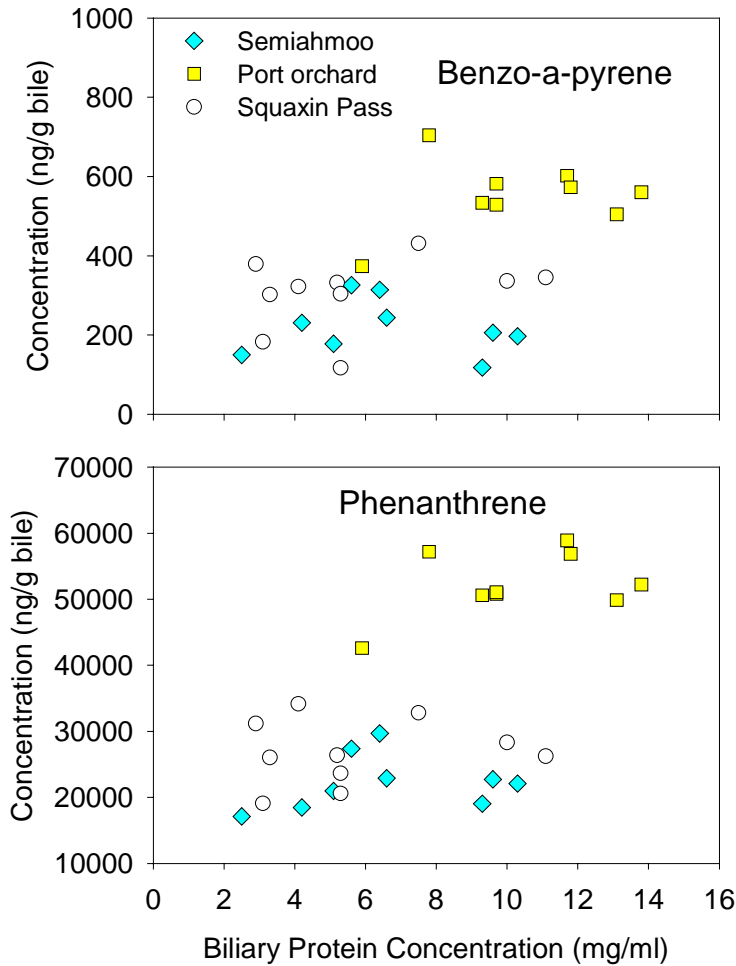 1000
800
600
400
200
0
Concentration (ng/g bile)
Semiahmoo
Port orchard
Squaxin Pass
Benzo-a-pyrene
70000
60000
50000
40000
30000
20000
10000
Concentration (ng/g bile)
Phenanthrene
0 2 4 6 8 10 12 14 16
Biliary Protein Concentration (mg/ml)